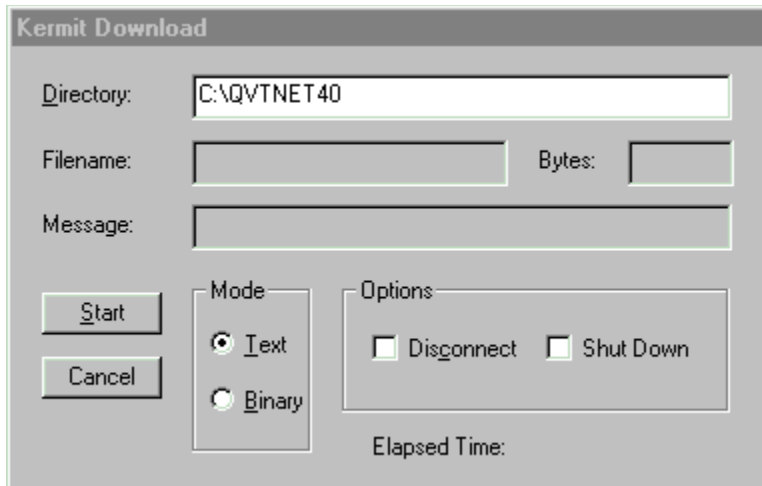 Kermit Download
Directory: C:\QVTNET40
Filename: Bytes:
Message:
Mode Options
Start
Text Disconnect Shut Down
Cancel
Binary
Elapsed Time: